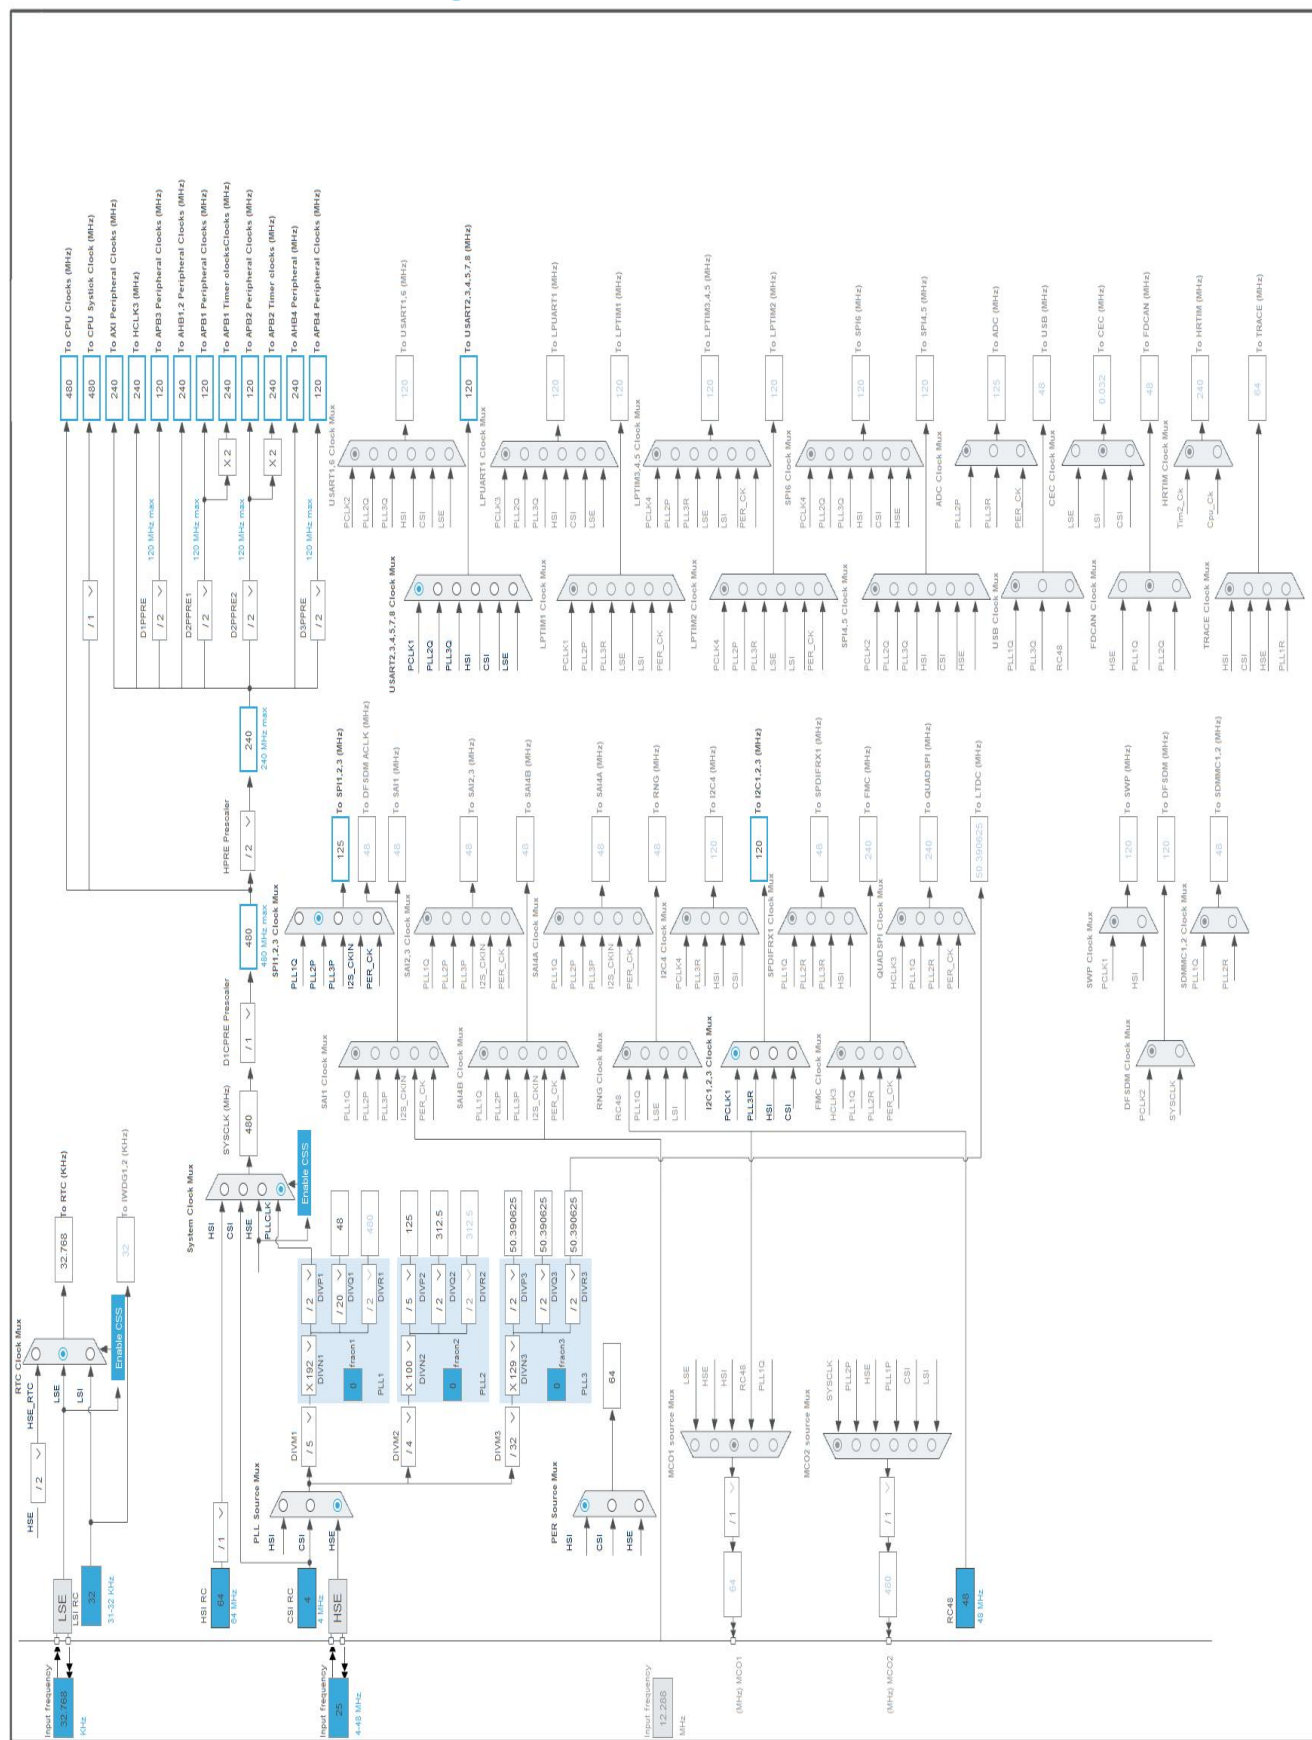 RTC Clock Mux
HSE
/ 2
HSE_RTC
LSE
LSI
Enable CSS
32.768
To RTC (KHz)
32
To IWDG1,2 (KHz)
Input frequency
32.768
KHz
LSE
LSI RC
32
31-32 KHz
HSI RC
64
64 MHz
/ 1
CSI RC
4
4 MHz
Input frequency
25
4-48 MHz
HSE
System Clock Mux
HSI
CSI
HSE
PLLCLK
Enable CSS
SYSCLK (MHz)
480
D1CPRE Prescaler
/ 1
480
480 MHz max
HPRE Prescaler
/ 2
240
240 MHz max
/ 1
D1PPRE
/ 2
120 MHz max
D2PPRE1
/ 2
120 MHz max
X 2
D2PPRE2
/ 2
120 MHz max
X 2
D3PPRE
/ 2
120 MHz max
480
To CPU Clocks (MHz)
480
To CPU Systick Clock (MHz)
240
To AXI Peripheral Clocks (MHz)
240
To HCLK3 (MHz)
120
To APB3 Peripheral Clocks (MHz)
240
To AHB1,2 Peripheral Clocks (MHz)
120
To APB1 Peripheral Clocks (MHz)
240
To APB1 Timer clocksClocks (MHz)
120
To APB2 Peripheral Clocks (MHz)
240
To APB2 Timer clocks (MHz)
240
To AHB4 Peripheral (MHz)
120
To APB4 Peripheral Clocks (MHz)
PLL Source Mux
HSI
CSI
HSE
DIVM1
/ 5
X 192
DIVN1
0
fracn1
PLL1
/ 2
DIVP1
/ 20
DIVQ1
48
/ 2
DIVR1
480
DIVM2
/ 4
X 100
DIVN2
0
fracn2
PLL2
/ 5
DIVP2
125
/ 2
DIVQ2
312.5
/ 2
DIVR2
312.5
DIVM3
/ 32
X 129
DIVN3
0
fracn3
PLL3
/ 2
DIVP3
50.390625
/ 2
DIVQ3
50.390625
/ 2
DIVR3
50.390625
PER Source Mux
HSI
CSI
HSE
64
SPI1,2,3 Clock Mux
PLL1Q
PLL2P
PLL3P
I2S_CKIN
PER_CK
125
To SPI1,2,3 (MHz)
48
To DFSDM ACLK (MHz)
SAI1 Clock Mux
PLL1Q
PLL2P
PLL3P
I2S_CKIN
PER_CK
48
To SAI1 (MHz)
SAI2,3 Clock Mux
PLL1Q
PLL2P
PLL3P
I2S_CKIN
PER_CK
48
To SAI2,3 (MHz)
SAI4B Clock Mux
PLL1Q
PLL2P
PLL3P
I2S_CKIN
PER_CK
48
To SAI4B (MHz)
SAI4A Clock Mux
PLL1Q
PLL2P
PLL3P
I2S_CKIN
PER_CK
48
To SAI4A (MHz)
RNG Clock Mux
RC48
PLL1Q
LSE
LSI
48
To RNG (MHz)
I2C4 Clock Mux
PCLK4
PLL3R
HSI
CSI
120
To I2C4 (MHz)
I2C1,2,3 Clock Mux
PCLK1
PLL3R
HSI
CSI
120
To I2C1,2,3 (MHz)
SPDIFRX1 Clock Mux
PLL1Q
PLL2R
PLL3R
HSI
48
To SPDIFRX1 (MHz)
FMC Clock Mux
HCLK3
PLL1Q
PLL2R
PER_CK
240
To FMC (MHz)
QUADSPI Clock Mux
HCLK3
PLL1Q
PLL2R
PER_CK
240
To QUADSPI (MHz)
50.390625
To LTDC (MHz)
SWP Clock Mux
PCLK1
HSI
120
To SWP (MHz)
DFSDM Clock Mux
PCLK2
SYSCLK
120
To DFSDM (MHz)
SDMMC1,2 Clock Mux
PLL1Q
PLL2R
48
To SDMMC1,2 (MHz)
USART1,6 Clock Mux
PCLK2
PLL2Q
PLL3Q
HSI
CSI
LSE
120
To USART1,6 (MHz)
USART2,3,4,5,7,8 Clock Mux
PCLK1
PLL2Q
PLL3Q
HSI
CSI
LSE
120
To USART2,3,4,5,7,8 (MHz)
LPUART1 Clock Mux
PCLK3
PLL2Q
PLL3Q
HSI
CSI
LSE
120
To LPUART1 (MHz)
LPTIM1 Clock Mux
PCLK1
PLL2P
PLL3R
LSE
LSI
PER_CK
120
To LPTIM1 (MHz)
LPTIM3,4,5 Clock Mux
PCLK4
PLL2P
PLL3R
LSE
LSI
PER_CK
120
To LPTIM3,4,5 (MHz)
LPTIM2 Clock Mux
PCLK4
PLL2P
PLL3R
LSE
LSI
PER_CK
120
To LPTIM2 (MHz)
SPI6 Clock Mux
PCLK4
PLL2Q
PLL3Q
HSI
CSI
HSE
120
To SPI6 (MHz)
SPI4,5 Clock Mux
PCLK2
PLL2Q
PLL3Q
HSI
CSI
HSE
120
To SPI4,5 (MHz)
ADC Clock Mux
PLL2P
PLL3R
PER_CK
125
To ADC (MHz)
USB Clock Mux
PLL1Q
PLL3Q
RC48
48
To USB (MHz)
CEC Clock Mux
LSE
LSI
CSI
0.032
To CEC (MHz)
FDCAN Clock Mux
HSE
PLL1Q
PLL2Q
48
To FDCAN (MHz)
HRTIM Clock Mux
Tim2_Ck
Cpu_Ck
240
To HRTIM (MHz)
TRACE Clock Mux
HSI
CSI
HSE
PLL1R
64
To TRACE (MHz)
Input frequency
12.288
MHz
MCO1 source Mux
LSE
HSE
HSI
RC48
PLL1Q
/ 1
64
(MHz) MCO1
MCO2 source Mux
SYSCLK
PLL2P
HSE
PLL1P
CSI
LSI
/ 1
480
(MHz) MCO2
RC48
48
48 MHz